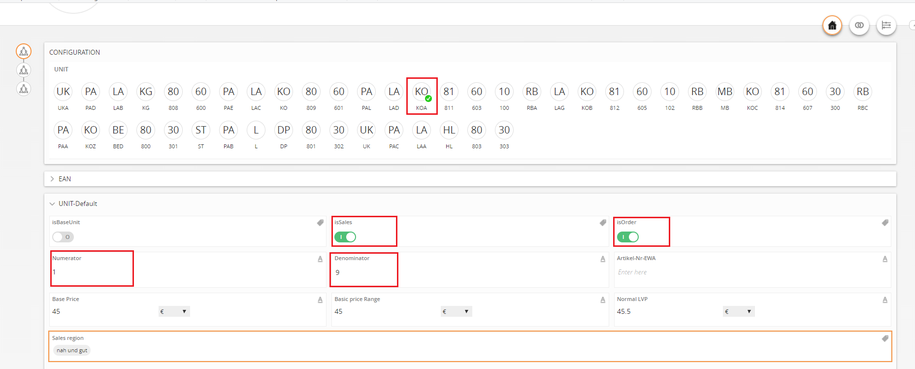 CONFIGURATION
UNIT
UK PA LA KG 80 60 PA LA KO 80 60 PA LA KO 81 60 10 RB LA KO 81 60 10 RB MB KO 81 60 30 RB
UKA PAD LAB KG 808 600 PAE LAC KO 809 601 PAL LAD KOA 811 603 100 RBA LAG KOB 812 605 102 RBB MB KOC 814 607 300 RBC
PA KO BE 80 30 ST PA L DP 80 30 UK PA LA HL 80 30
PAA KOZ BED 800 301 ST PAB L DP 801 302 UK PAC LAA HL 803 303
EAN
UNIT-Default
isBaseUnit isSales isOrder
O I I
Numerator Denominator Artikel-Nr-EWA
1 9 Enter here
Base Price Basic price Range Normal LVP
45 € 45 € 45.5 €
Sales region
nah und gut